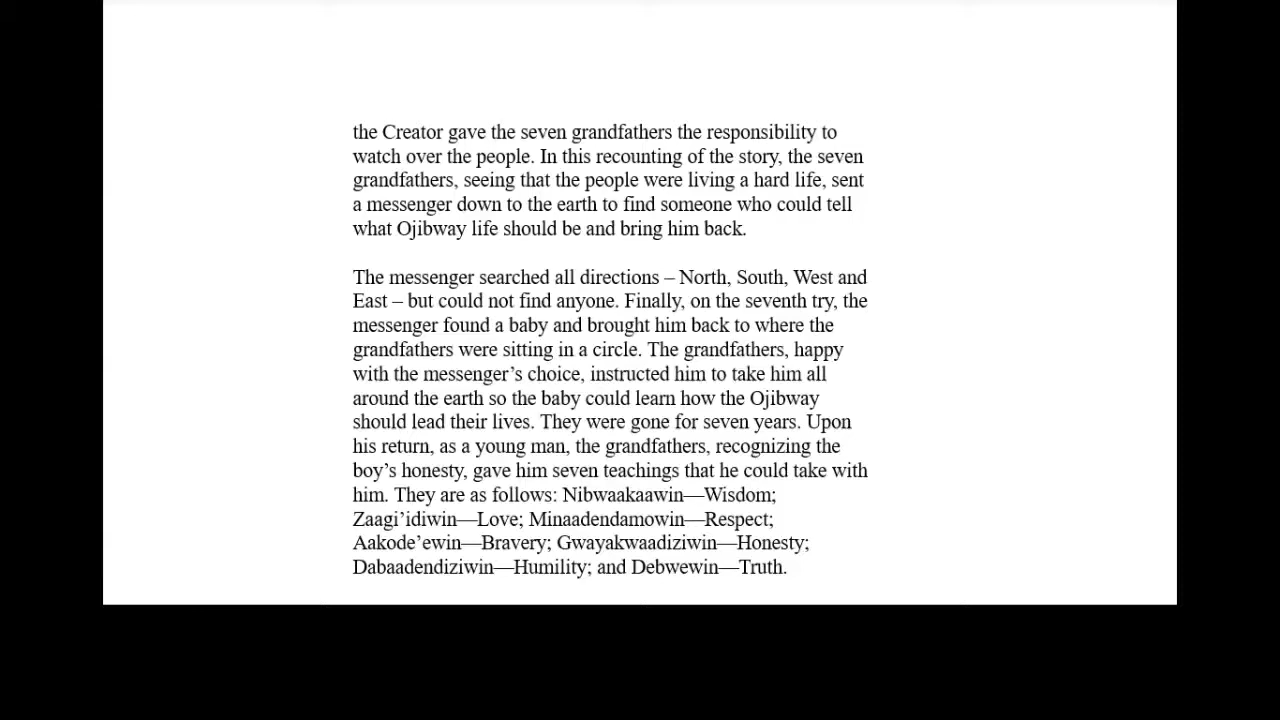 the Creator gave the seven grandfathers the responsibility to
watch over the people. In this recounting of the story, the seven
grandfathers, seeing that the people were living a hard life, sent
a messenger down to the earth to find someone who could tell
what Ojibway life should be and bring him back.
The messenger searched all directions – North, South, West and
East – but could not find anyone. Finally, on the seventh try, the
messenger found a baby and brought him back to where the
grandfathers were sitting in a circle. The grandfathers, happy
with the messenger’s choice, instructed him to take him all
around the earth so the baby could learn how the Ojibway
should lead their lives. They were gone for seven years. Upon
his return, as a young man, the grandfathers, recognizing the
boy’s honesty, gave him seven teachings that he could take with
him. They are as follows: Nibwaakaawin—Wisdom;
Zaagi’idiwin—Love; Minaadendamowin—Respect;
Aakode’ewin—Bravery; Gwayakwaadiziwin—Honesty;
Dabaadendiziwin—Humility; and Debwewin—Truth.